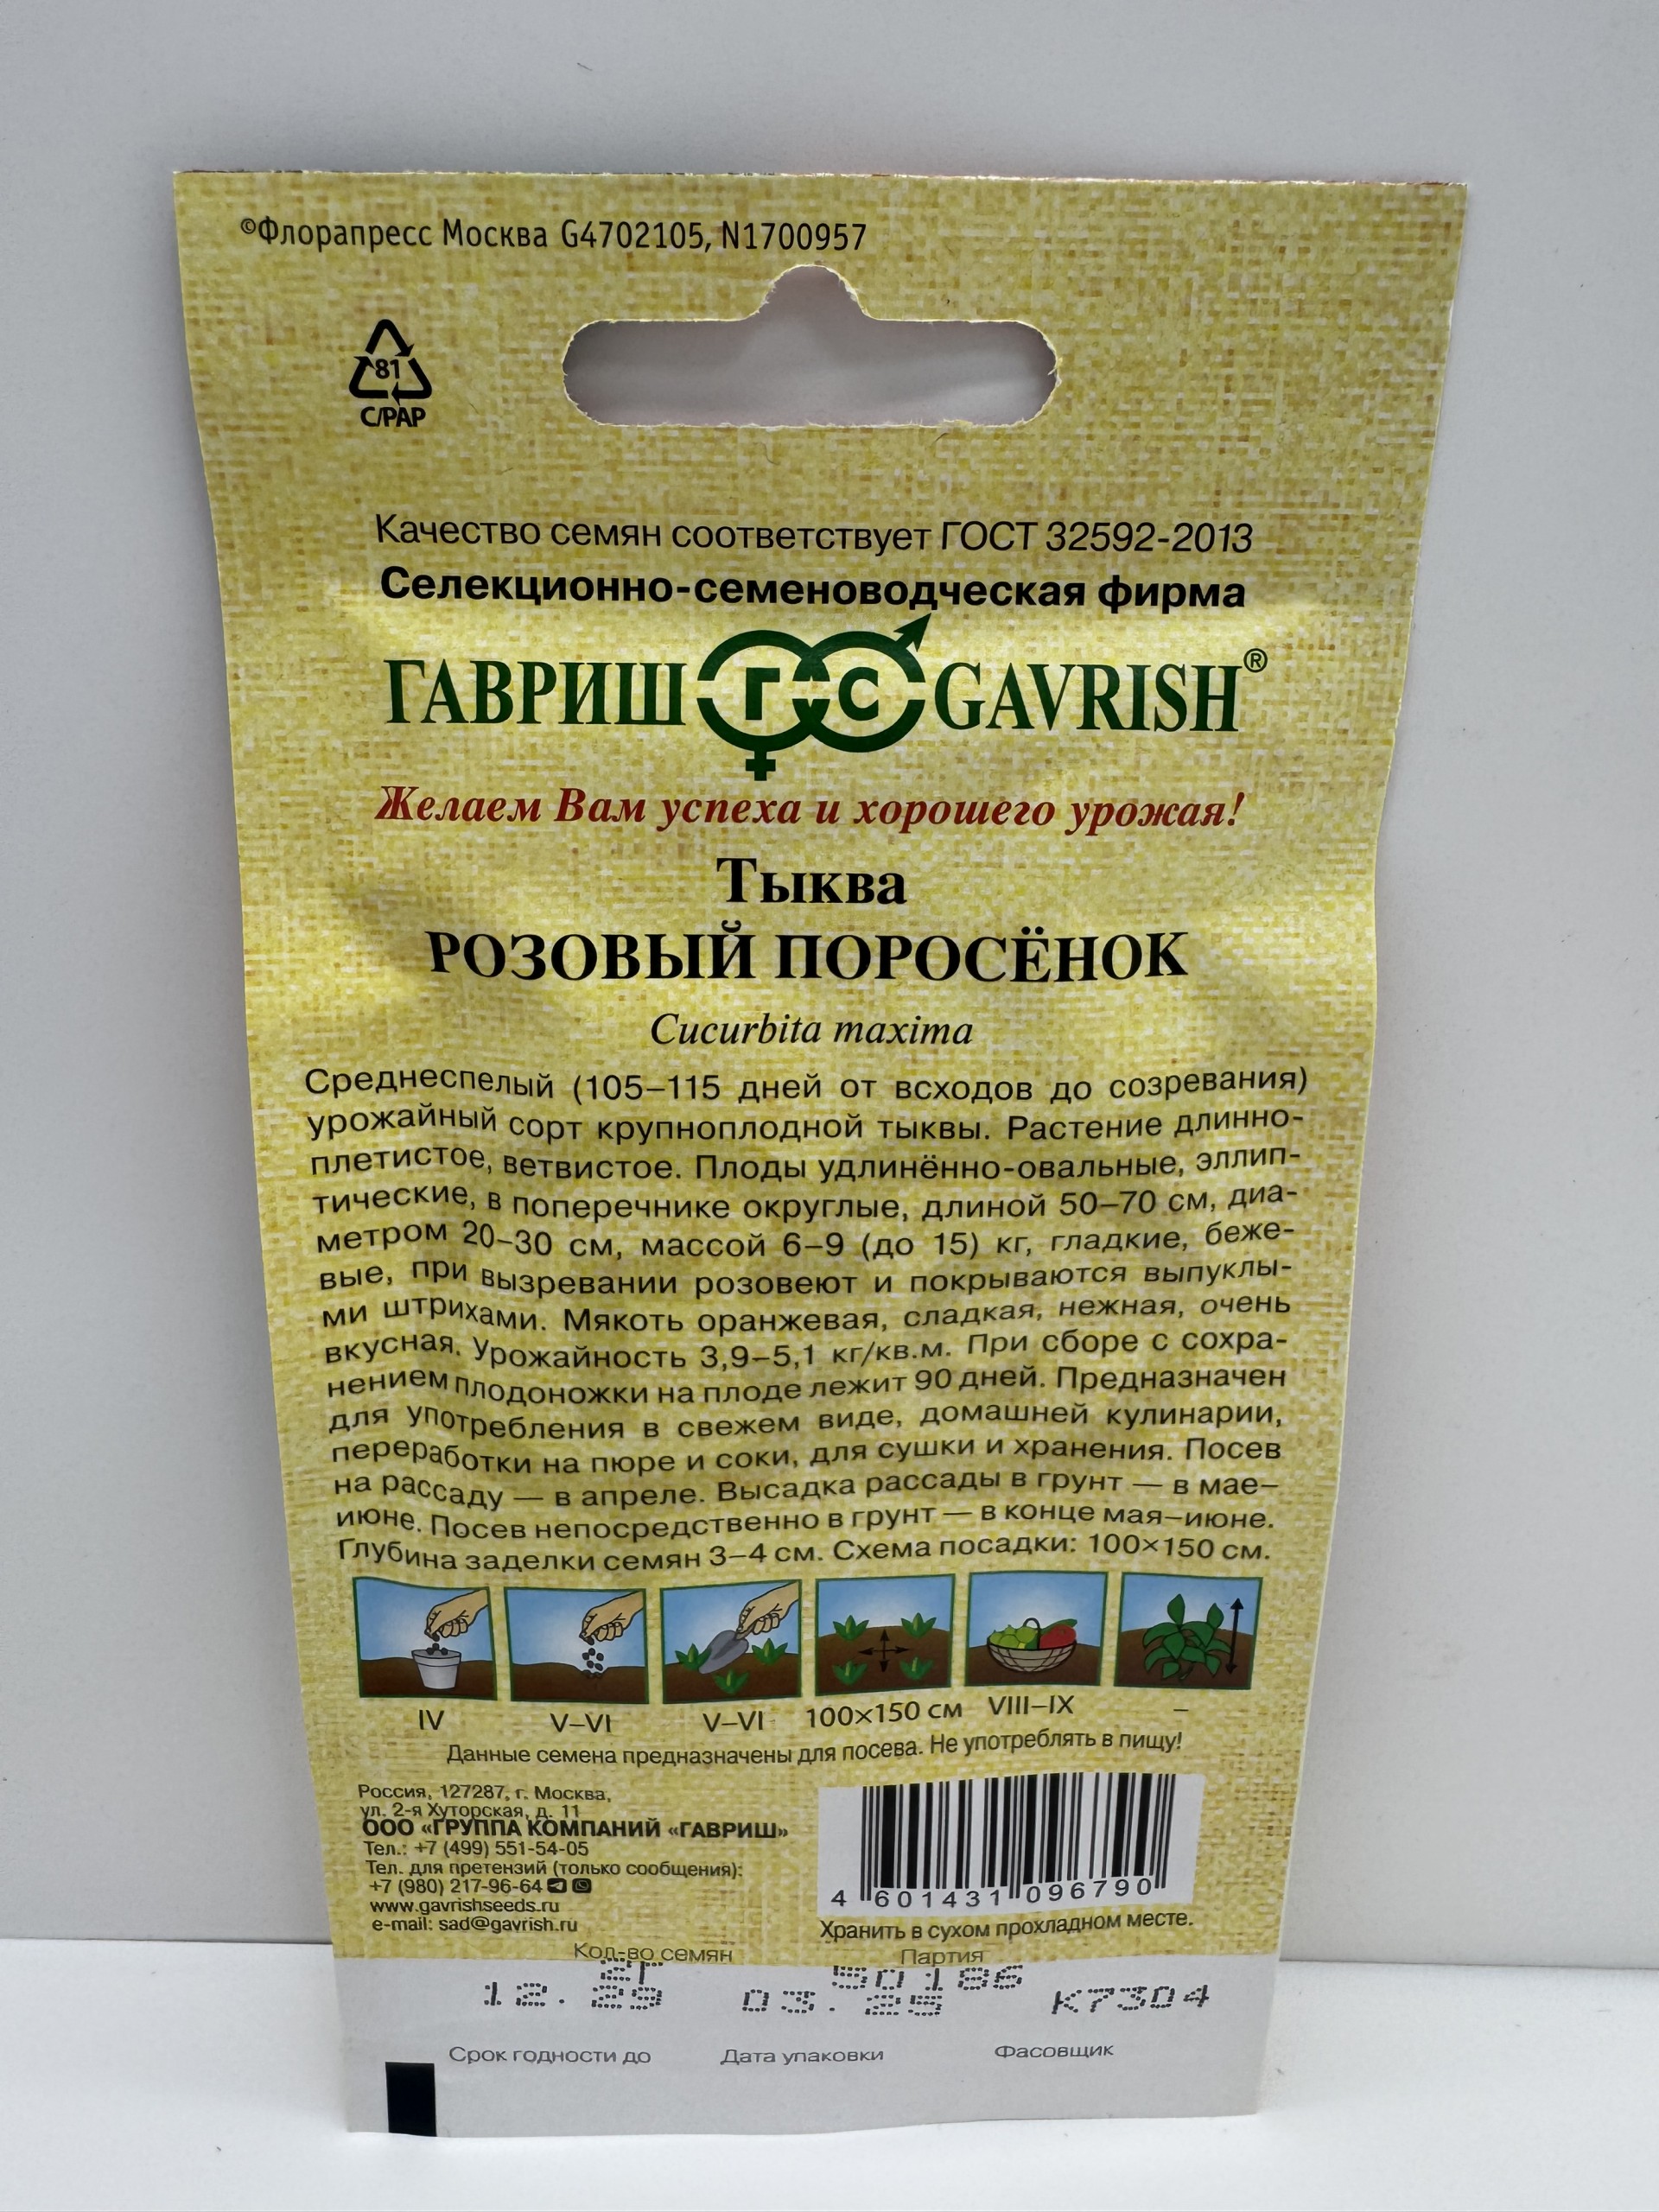 ©Флорапресс Москва G4702105, N1700957
81
C/PAP
Качество семян соответствует ГОСТ 32592-2013
Селекционно-семеноводческая фирма
ГАВРИШ ГС GAVRISH®
Желаем Вам успеха и хорошего урожая!
Тыква
РОЗОВЫЙ ПОРОСЁНОК
Cucurbita maxima
Среднеспелый (105–115 дней от всходов до созревания)
урожайный сорт крупноплодной тыквы. Растение длинно-
плетистое, ветвистое. Плоды удлинённо-овальные, эллип-
тические, в поперечнике округлые, длиной 50–70 см, диа-
метром 20–30 см, массой 6–9 (до 15) кг, гладкие, беже-
вые, при вызревании розовеют и покрываются выпуклы-
ми штрихами. Мякоть оранжевая, сладкая, нежная, очень
вкусная. Урожайность 3,9–5,1 кг/кв.м. При сборе с сохра-
нением плодоножки на плоде лежит 90 дней. Предназначен
для употребления в свежем виде, домашней кулинарии,
переработки на пюре и соки, для сушки и хранения. Посев
на рассаду — в апреле. Высадка рассады в грунт — в мае–
июне. Посев непосредственно в грунт — в конце мая–июне.
Глубина заделки семян 3–4 см. Схема посадки: 100×150 см.
IV V–VI V–VI 100×150 см VIII–IX –
Данные семена предназначены для посева. Не употреблять в пищу!
Россия, 127287, г. Москва,
ул. 2-я Хуторская, д. 11
ООО «ГРУППА КОМПАНИЙ «ГАВРИШ»
Тел.: +7 (499) 551-54-05
Тел. для претензий (только сообщения):
+7 (980) 217-96-64
www.gavrishseeds.ru
e-mail: sad@gavrish.ru
4 601431 096790
Хранить в сухом прохладном месте.
Кол-во семян Партия
2Г 50186
12.29 03.25 К7304
Срок годности до Дата упаковки Фасовщик